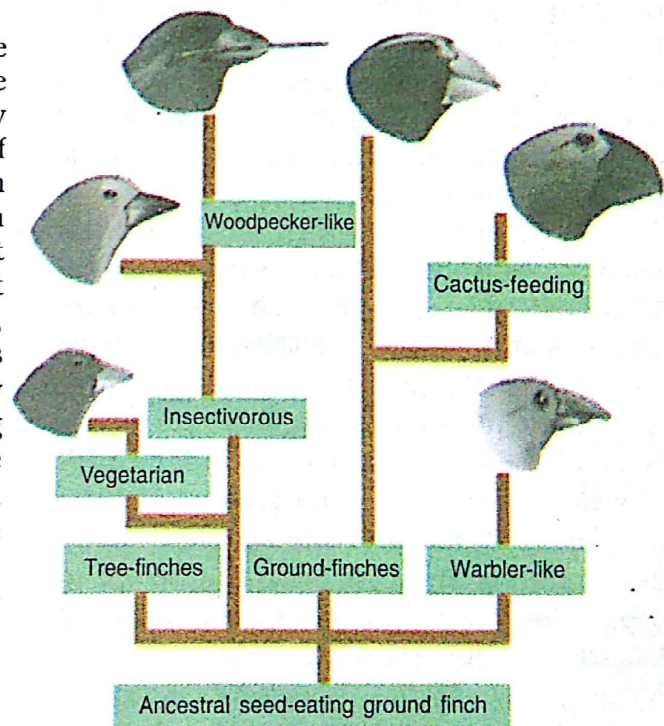 Woodpecker-like
Cactus-feeding
Insectivorous
Vegetarian
Tree-finches
Ground-finches
Warbler-like
Ancestral seed-eating ground finch